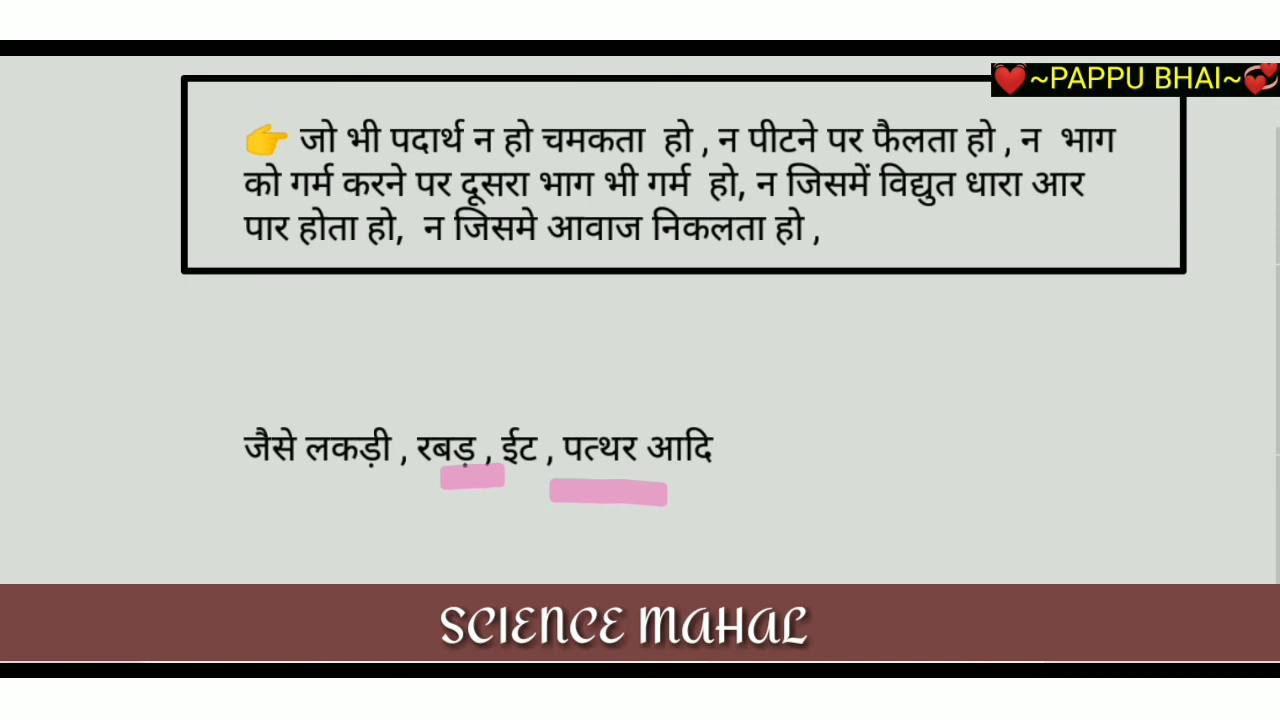 ❤️~PAPPU BHAI~💞
👉 जो भी पदार्थ न हो चमकता हो , न पीटने पर फैलता हो , न भाग
को गर्म करने पर दूसरा भाग भी गर्म हो, न जिसमें विद्युत धारा आर
पार होता हो, न जिसमे आवाज निकलता हो ,
जैसे लकड़ी , रबड़ , ईट , पत्थर आदि
SCIENCE MAHAL